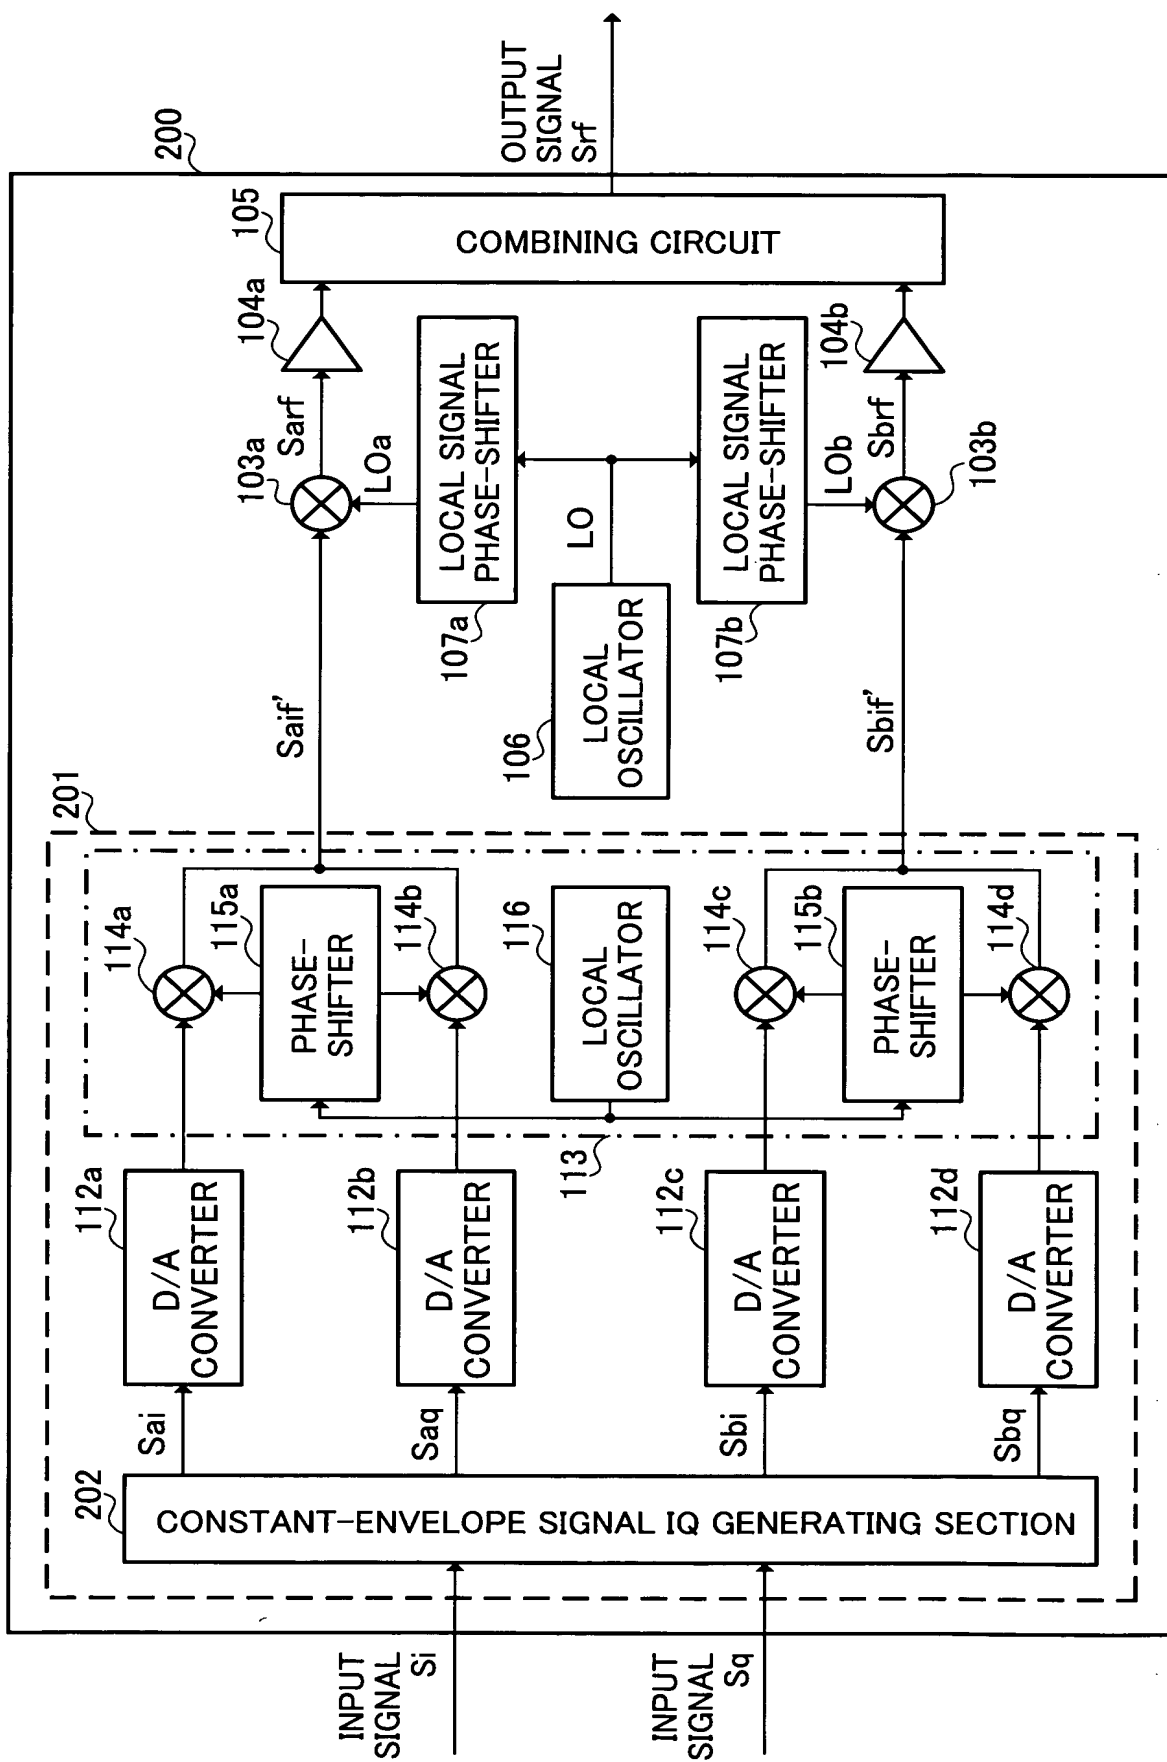 200
201
202
CONSTANT-ENVELOPE SIGNAL IQ GENERATING SECTION
INPUT
SIGNAL
Si
INPUT
SIGNAL
Sq
Sai
Saq
Sbi
Sbq
112a
D/A
CONVERTER
112b
D/A
CONVERTER
112c
D/A
CONVERTER
112d
D/A
CONVERTER
113
114a
115a
PHASE-
SHIFTER
114b
116
LOCAL
OSCILLATOR
114c
115b
PHASE-
SHIFTER
114d
Saif'
Sbif'
106
LOCAL
OSCILLATOR
LO
107a
LOCAL SIGNAL
PHASE-SHIFTER
107b
LOCAL SIGNAL
PHASE-SHIFTER
LOa
LOb
103a
103b
Sarf
Sbrf
104a
104b
105
COMBINING CIRCUIT
OUTPUT
SIGNAL
Srf